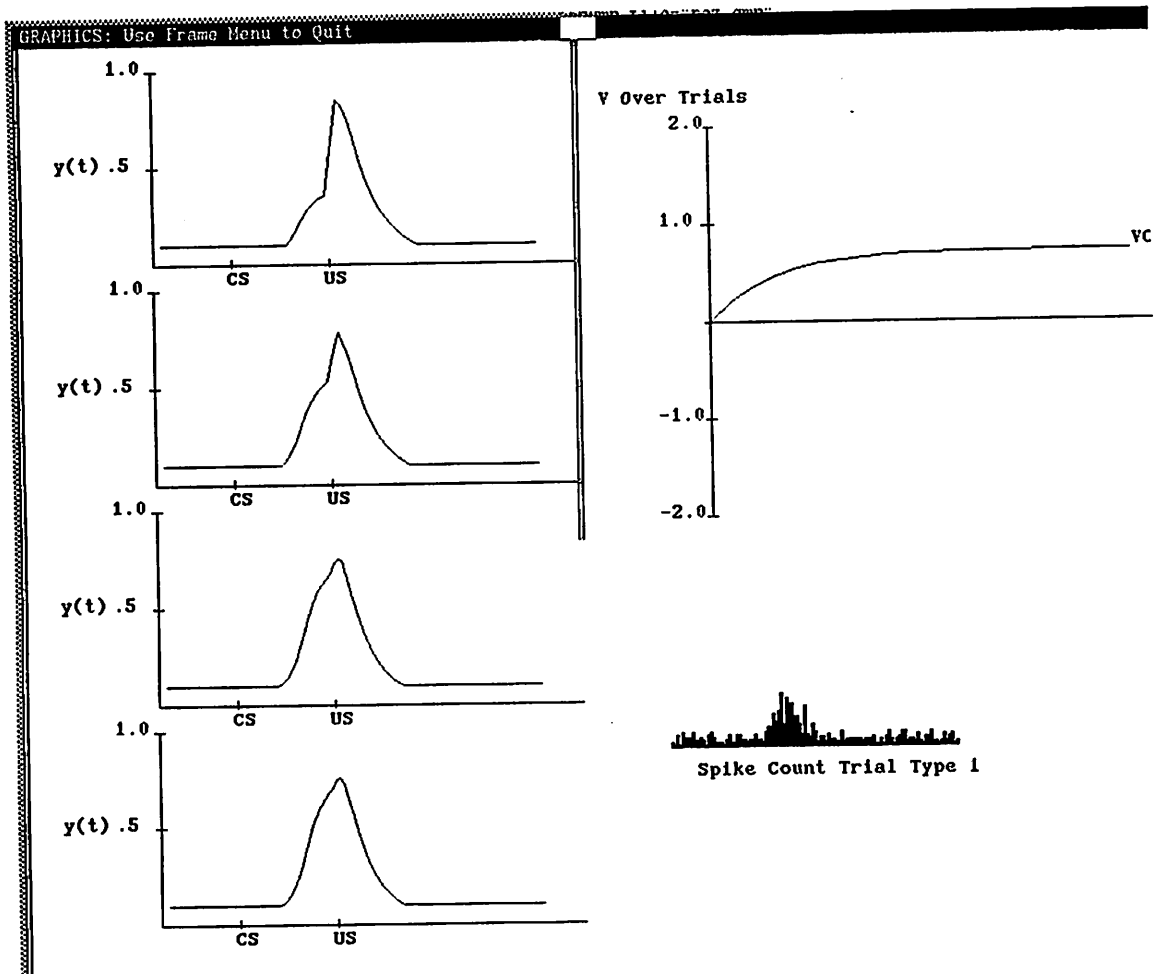 GRAPHICS: Use Frame Menu to Quit
1.0
y(t) .5
CS US
1.0
y(t) .5
CS US
1.0
y(t) .5
CS US
1.0
y(t) .5
CS US
V Over Trials
2.0
1.0
VC
-1.0
-2.0
Spike Count Trial Type 1